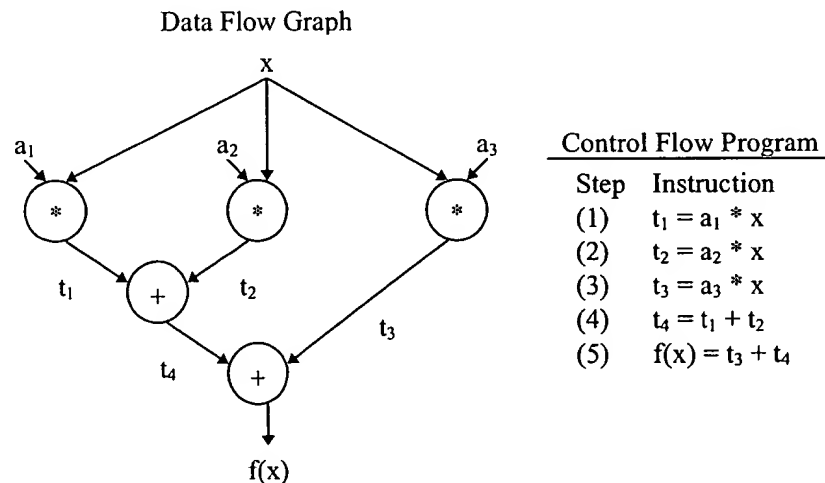 Data Flow Graph
x
a₁
a₂
a₃
*
*
*
t₁
+
t₂
t₃
t₄
+
f(x)
Control Flow Program
Step Instruction
(1) t₁ = a₁ * x
(2) t₂ = a₂ * x
(3) t₃ = a₃ * x
(4) t₄ = t₁ + t₂
(5) f(x) = t₃ + t₄